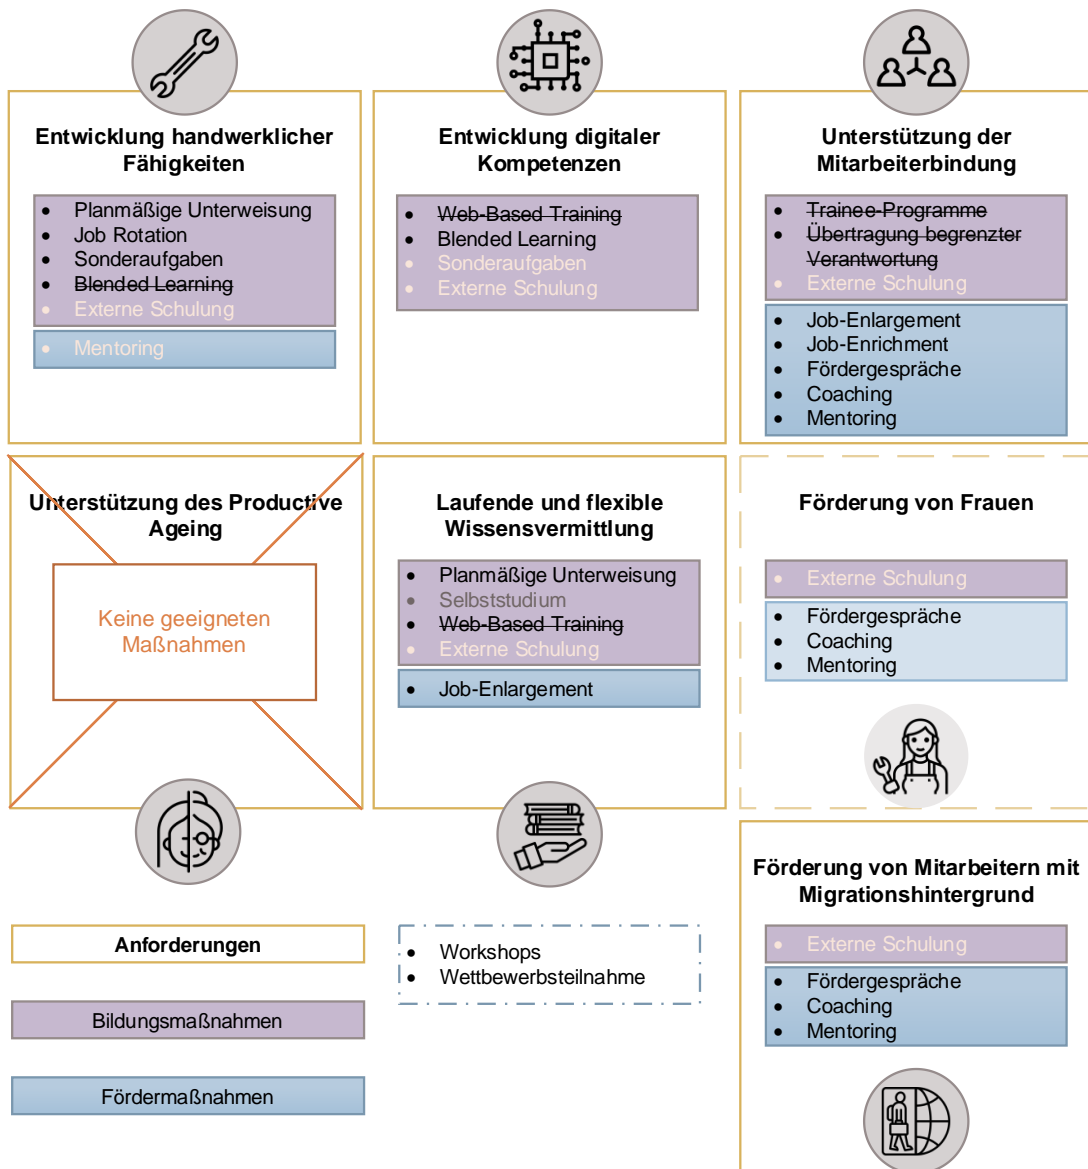 Entwicklung handwerklicher
Fähigkeiten
• Planmäßige Unterweisung
• Job Rotation
• Sonderaufgaben
• Blended Learning
• Externe Schulung
• Mentoring
Entwicklung digitaler
Kompetenzen
• Web-Based Training
• Blended Learning
• Sonderaufgaben
• Externe Schulung
Unterstützung der
Mitarbeiterbindung
• Trainee-Programme
• Übertragung begrenzter
Verantwortung
• Externe Schulung
• Job-Enlargement
• Job-Enrichment
• Fördergespräche
• Coaching
• Mentoring
Unterstützung des Productive
Ageing
Keine geeigneten
Maßnahmen
Laufende und flexible
Wissensvermittlung
• Planmäßige Unterweisung
• Selbststudium
• Web-Based Training
• Externe Schulung
• Job-Enlargement
Förderung von Frauen
• Externe Schulung
• Fördergespräche
• Coaching
• Mentoring
Förderung von Mitarbeitern mit
Migrationshintergrund
• Externe Schulung
• Fördergespräche
• Coaching
• Mentoring
Anforderungen
Bildungsmaßnahmen
Fördermaßnahmen
• Workshops
• Wettbewerbsteilnahme